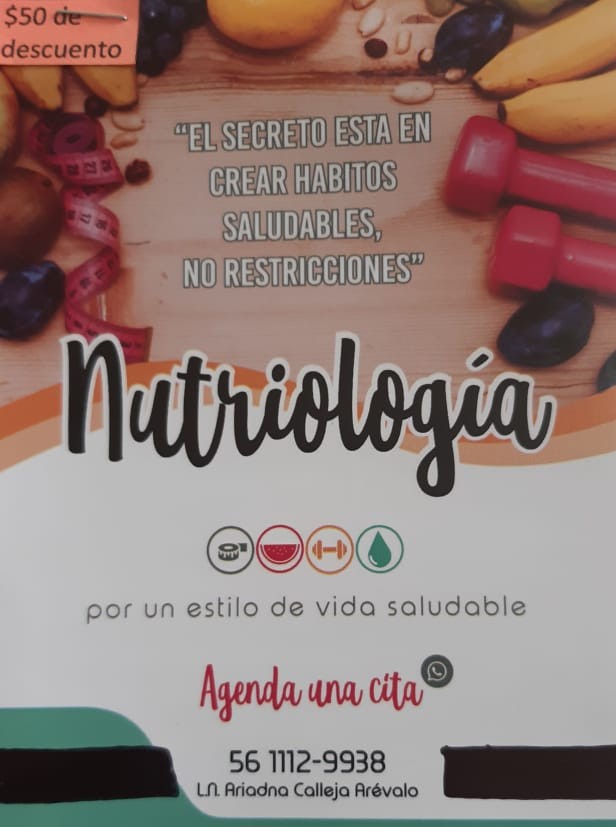 $50 de
descuento
“EL SECRETO ESTA EN
CREAR HABITOS
SALUDABLES,
NO RESTRICCIONES”
Nutriología
por un estilo de vida saludable
Agenda una cita
56 1112-9938
L.N. Ariadna Calleja Arévalo